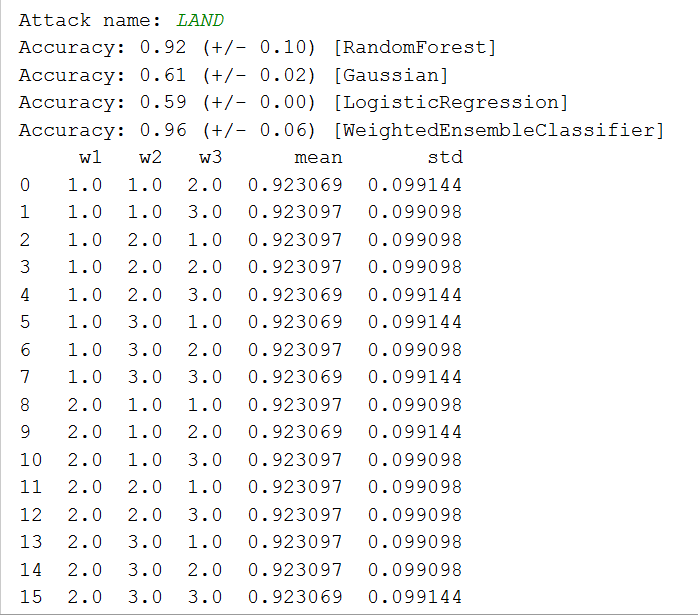 Attack name: LAND
Accuracy: 0.92 (+/- 0.10) [RandomForest]
Accuracy: 0.61 (+/- 0.02) [Gaussian]
Accuracy: 0.59 (+/- 0.00) [LogisticRegression]
Accuracy: 0.96 (+/- 0.06) [WeightedEnsembleClassifier]
w1 w2 w3 mean std
0 1.0 1.0 2.0 0.923069 0.099144
1 1.0 1.0 3.0 0.923097 0.099098
2 1.0 2.0 1.0 0.923097 0.099098
3 1.0 2.0 2.0 0.923097 0.099098
4 1.0 2.0 3.0 0.923069 0.099144
5 1.0 3.0 1.0 0.923069 0.099144
6 1.0 3.0 2.0 0.923097 0.099098
7 1.0 3.0 3.0 0.923069 0.099144
8 2.0 1.0 1.0 0.923097 0.099098
9 2.0 1.0 2.0 0.923069 0.099144
10 2.0 1.0 3.0 0.923097 0.099098
11 2.0 2.0 1.0 0.923097 0.099098
12 2.0 2.0 3.0 0.923097 0.099098
13 2.0 3.0 1.0 0.923097 0.099098
14 2.0 3.0 2.0 0.923097 0.099098
15 2.0 3.0 3.0 0.923069 0.099144